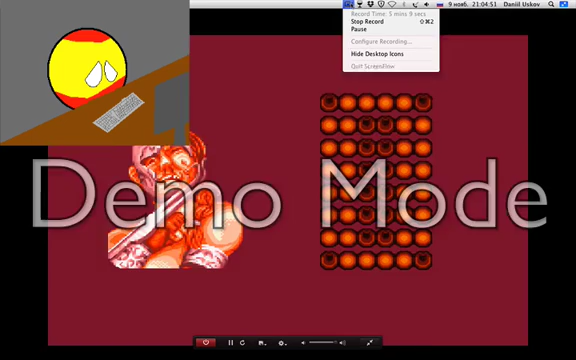 9 нояб. 21:04:51 Daniil Uskov
Record Time: 5 mins 9 secs
Stop Record ⇧⌘2
Pause
Configure Recording...
Hide Desktop Icons
Quit ScreenFlow
Demo Mode